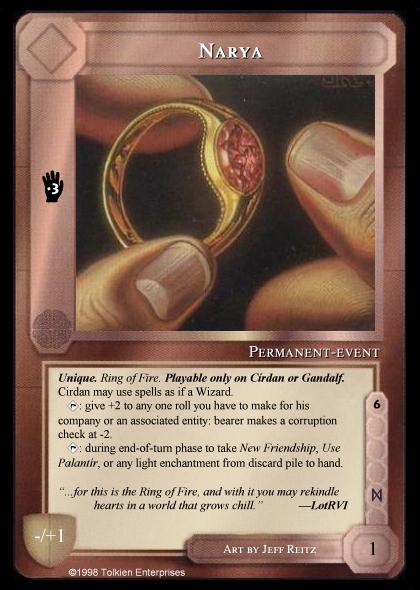 NARYA
-3
PERMANENT-EVENT
Unique. Ring of Fire. Playable only on Círdan or Gandalf.
Cirdan may use spells as if a Wizard.
: give +2 to any one roll you have to make for his
company or an associated entity: bearer makes a corruption
check at -2.
: during end-of-turn phase to take New Friendship, Use
Palantir, or any light enchantment from discard pile to hand.
6
"...for this is the Ring of Fire, and with it you may rekindle
hearts in a world that grows chill." —LotRVI
-/+1
ART BY JEFF REITZ
1
©1998 Tolkien Enterprises